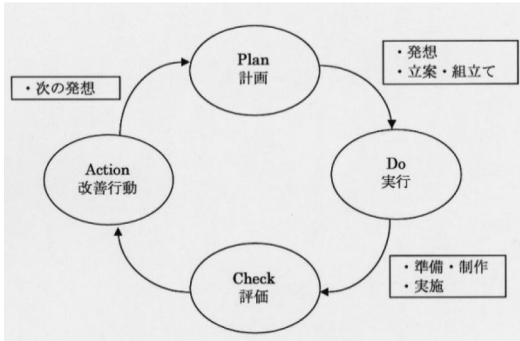 Plan
計画
・発想
・立案・組立て
・次の発想
Do
実行
Action
改善行動
・準備・制作
・実施
Check
評価